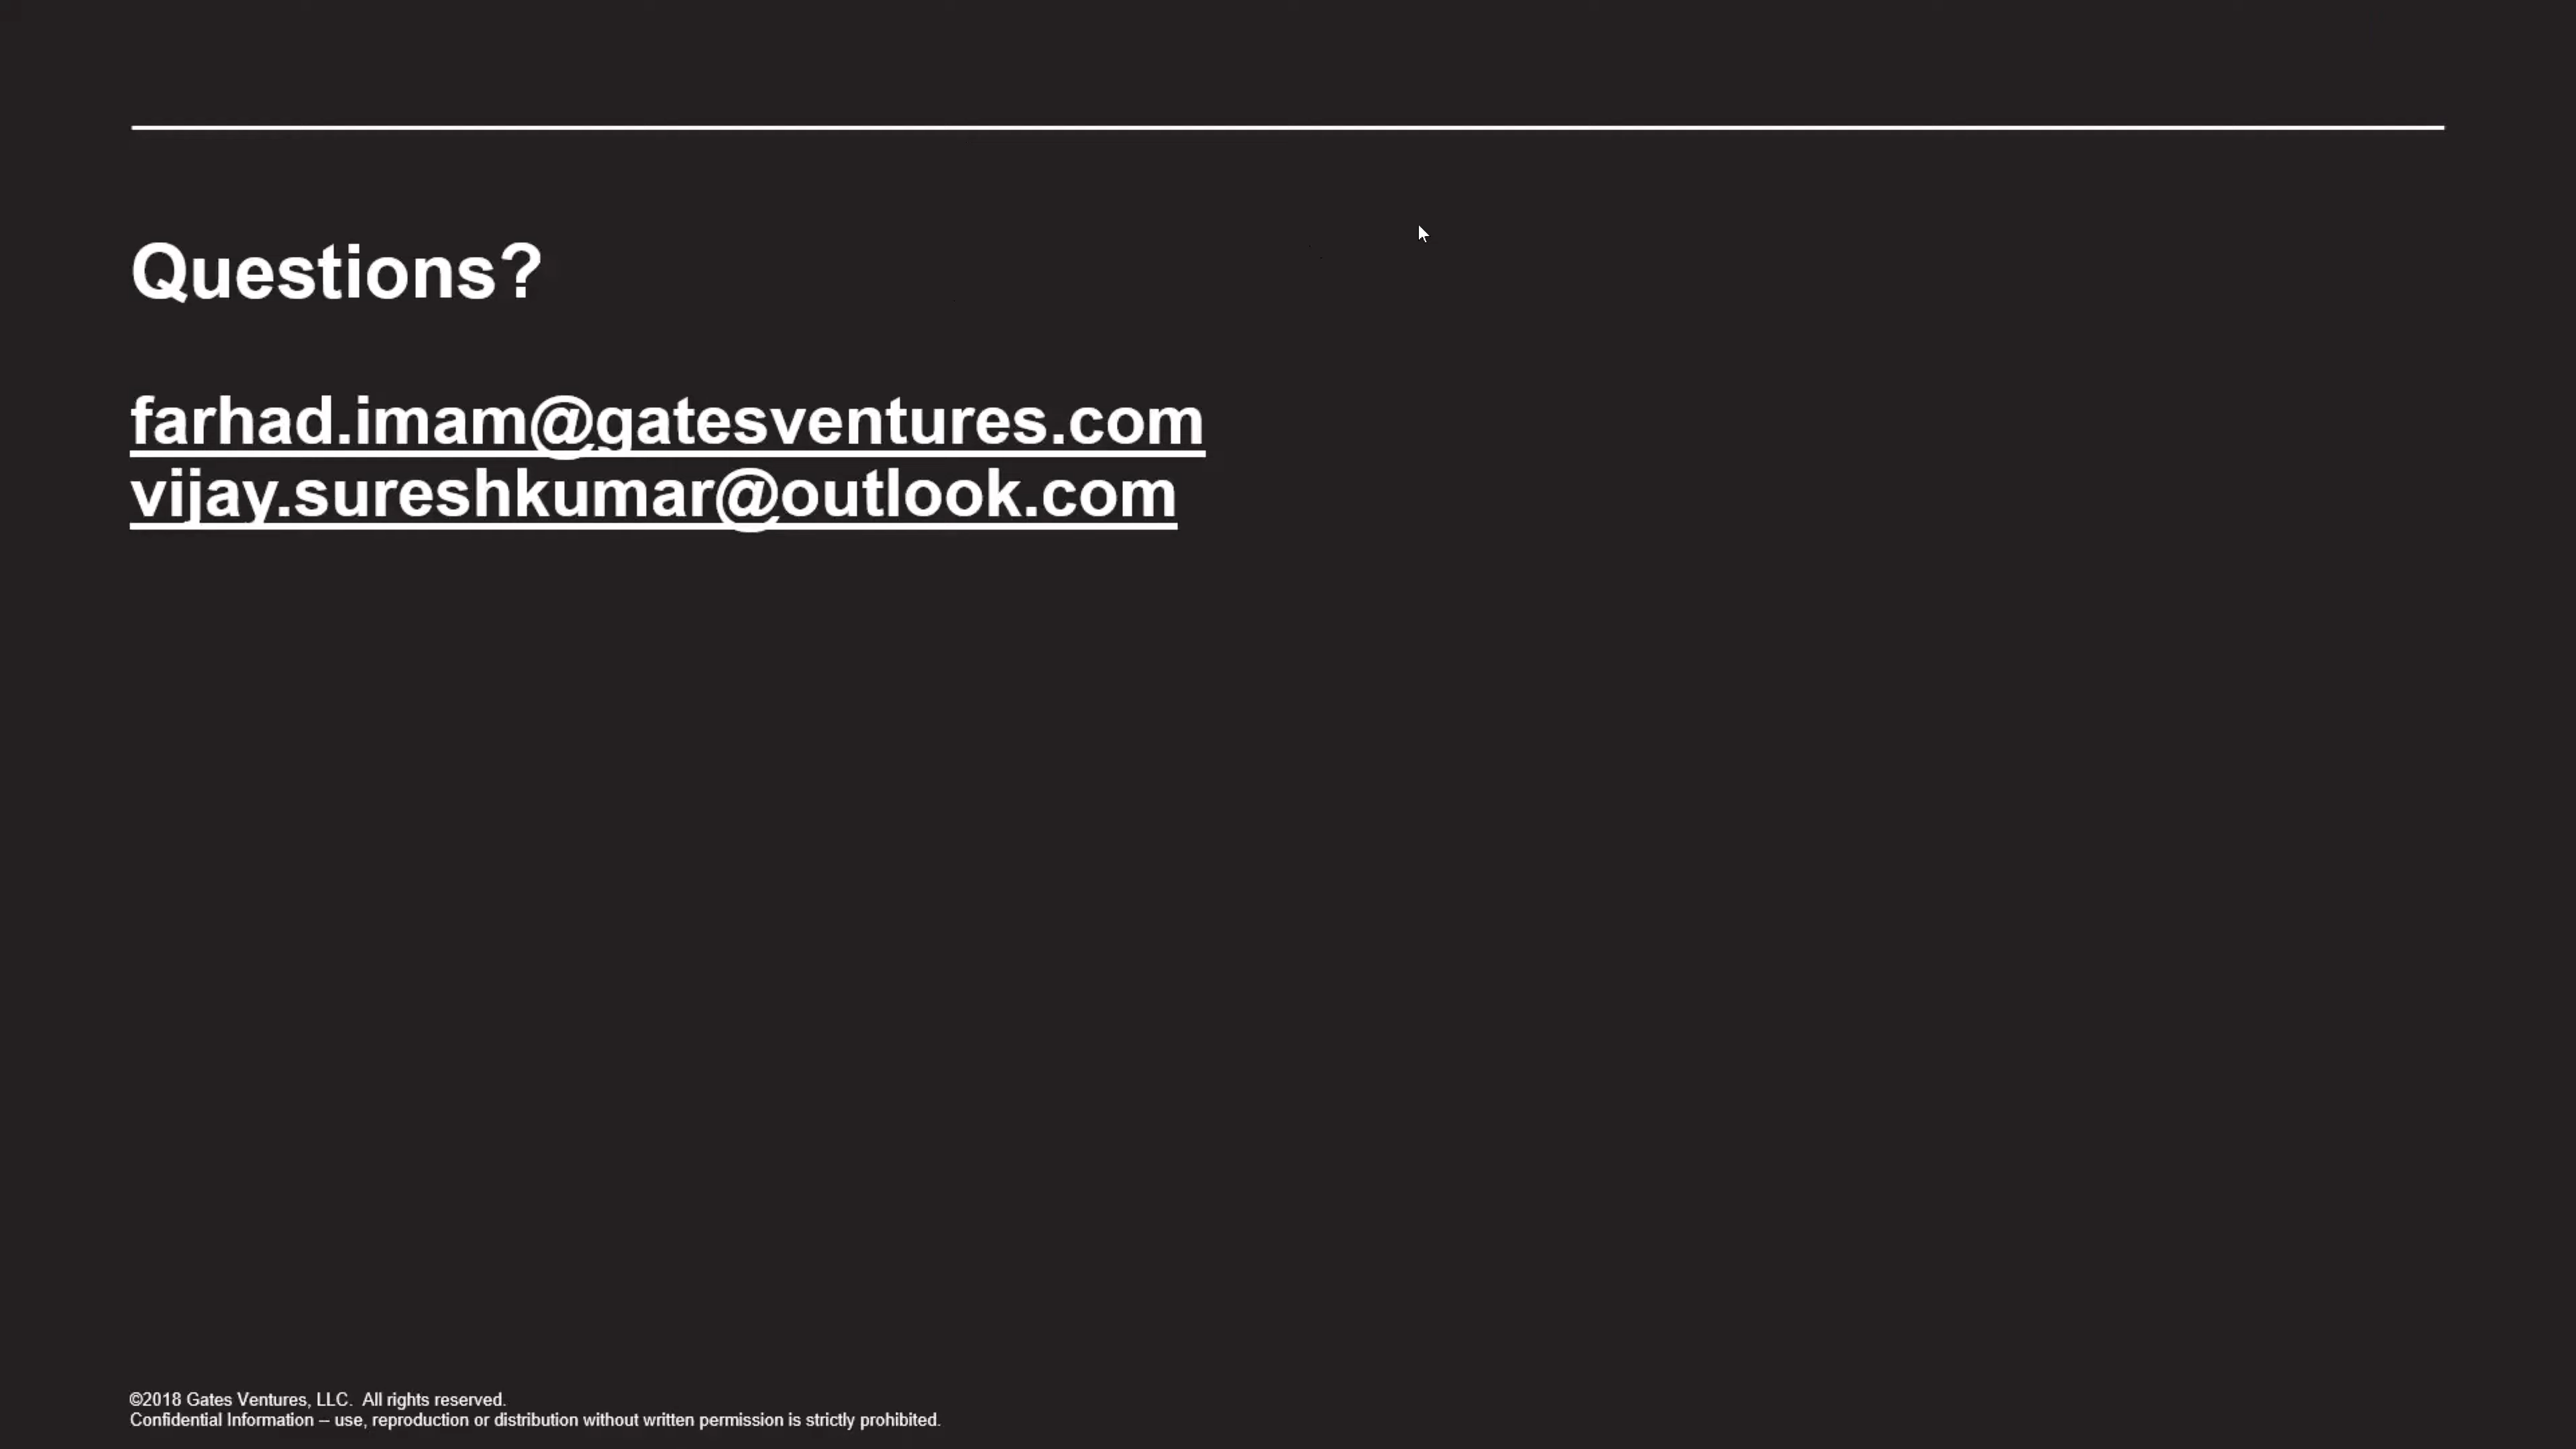 Questions?
farhad.imam@gatesventures.com
vijay.sureshkumar@outlook.com
©2018 Gates Ventures, LLC.  All rights reserved.
Confidential Information – use, reproduction or distribution without written permission is strictly prohibited.